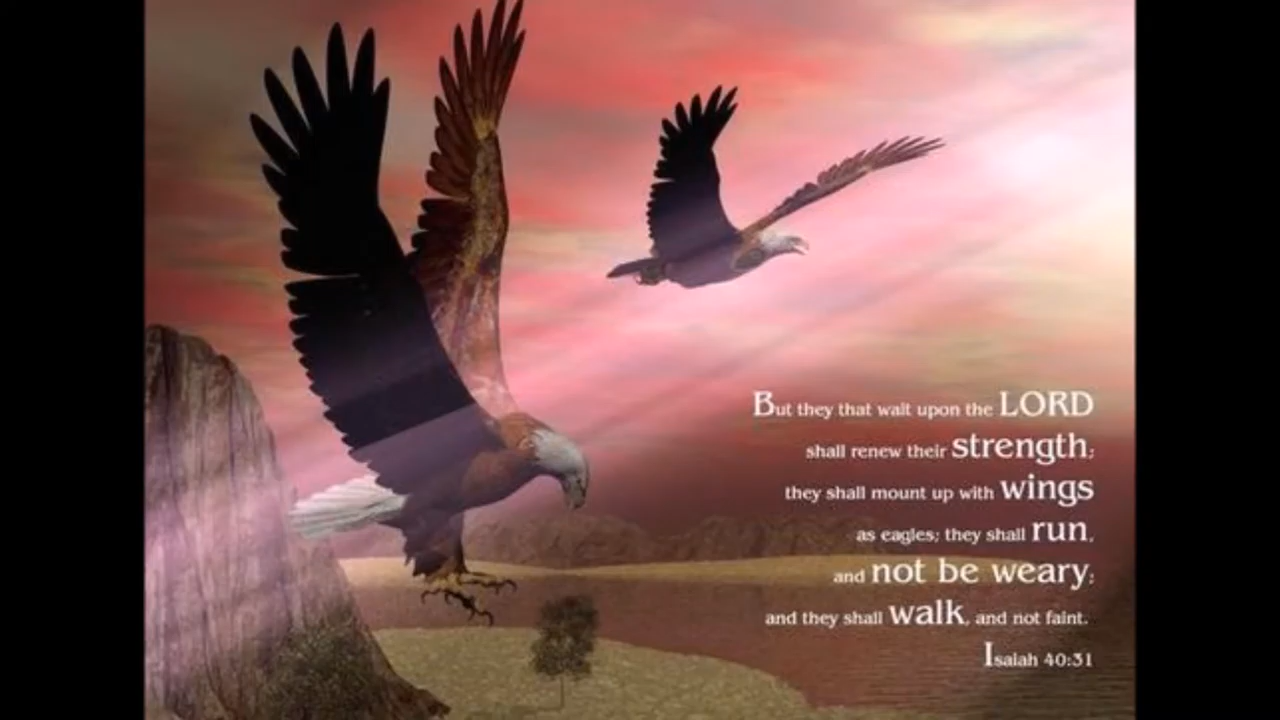 But they that wait upon the LORD
shall renew their strength;
they shall mount up with wings
as eagles; they shall run,
and not be weary;
and they shall walk, and not faint.
Isaiah 40:31